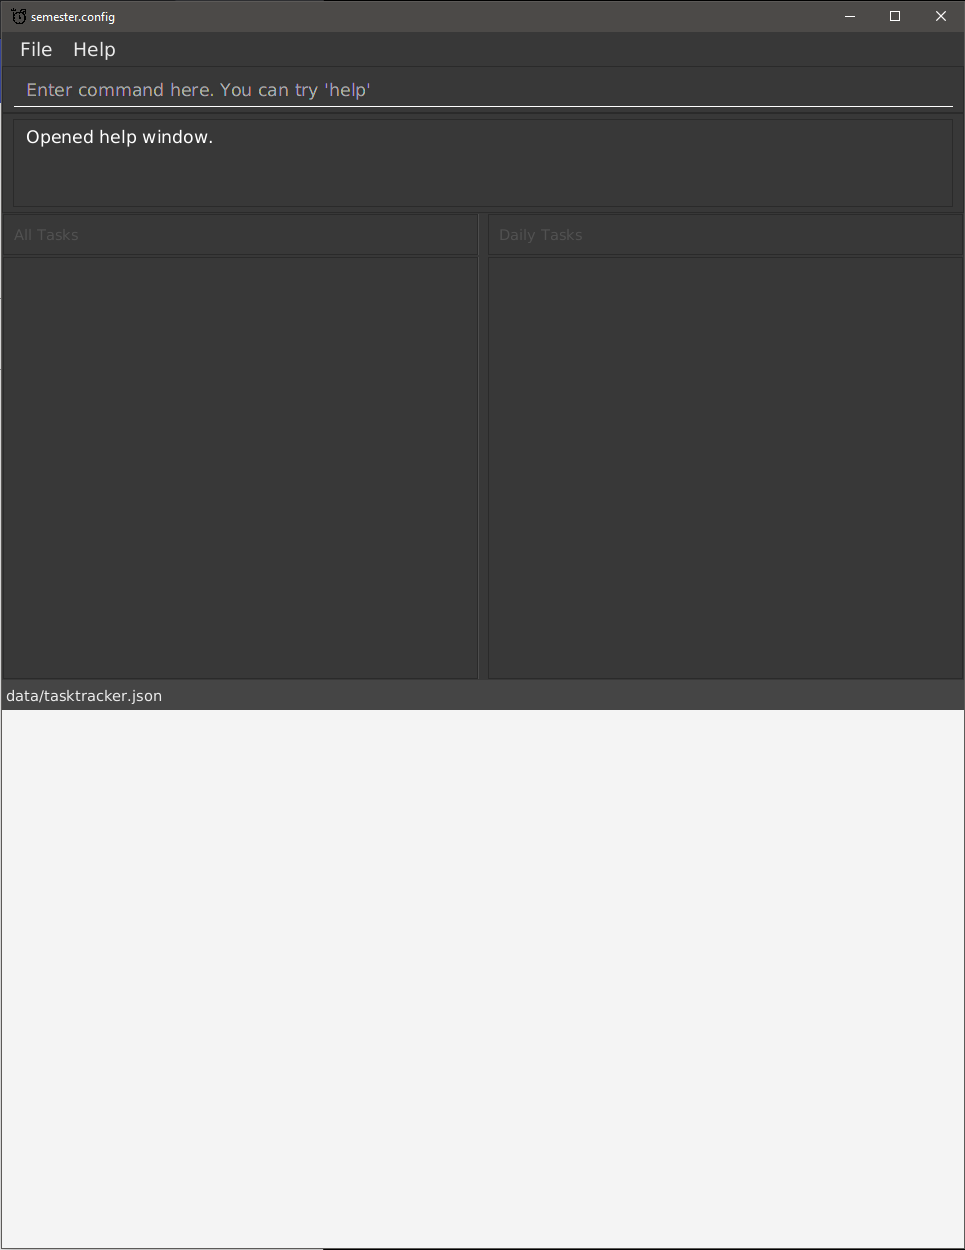 semester.config
File Help
Enter command here. You can try 'help'
Opened help window.
All Tasks
Daily Tasks
data/tasktracker.json